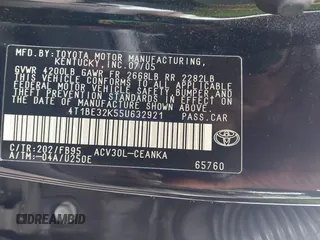 MFD. BY: TOYOTA MOTOR MANUFACTURING,
KENTUCKY, INC. 07/05
GVWR 4200LB GAWR FR 2668LB RR 2282LB
THIS VEHICLE CONFORMS TO ALL APPLICABLE
FEDERAL MOTOR VEHICLE SAFETY, BUMPER, AND
THEFT PREVENTION STANDARDS IN EFFECT ON
THE DATE OF MANUFACTURE SHOWN ABOVE.
4T1BE32K55U632921 PASS.CAR
TOYOTA
C/TR:202/FB95 ACV30L-CEANKA
A/TM:-04A/U250E 65760
DREAMBID